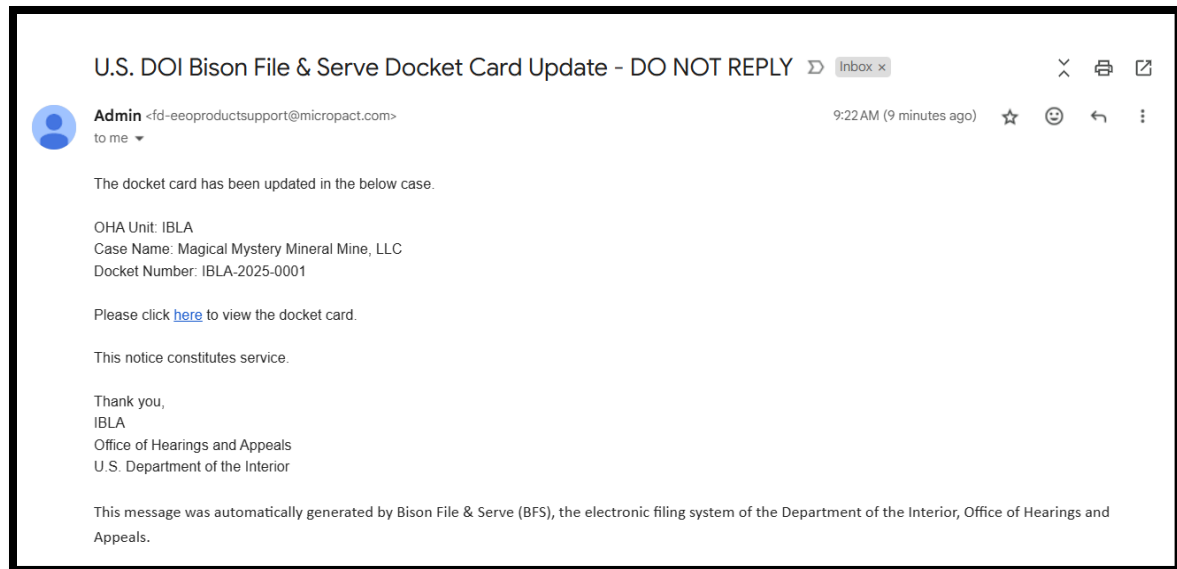 U.S. DOI Bison File & Serve Docket Card Update - DO NOT REPLY Inbox ×
Admin <fd-eeoproductsupport@micropact.com> 9:22 AM (9 minutes ago)
to me
The docket card has been updated in the below case.
OHA Unit: IBLA
Case Name: Magical Mystery Mineral Mine, LLC
Docket Number: IBLA-2025-0001
Please click here to view the docket card.
This notice constitutes service.
Thank you,
IBLA
Office of Hearings and Appeals
U.S. Department of the Interior
This message was automatically generated by Bison File & Serve (BFS), the electronic filing system of the Department of the Interior, Office of Hearings and
Appeals.